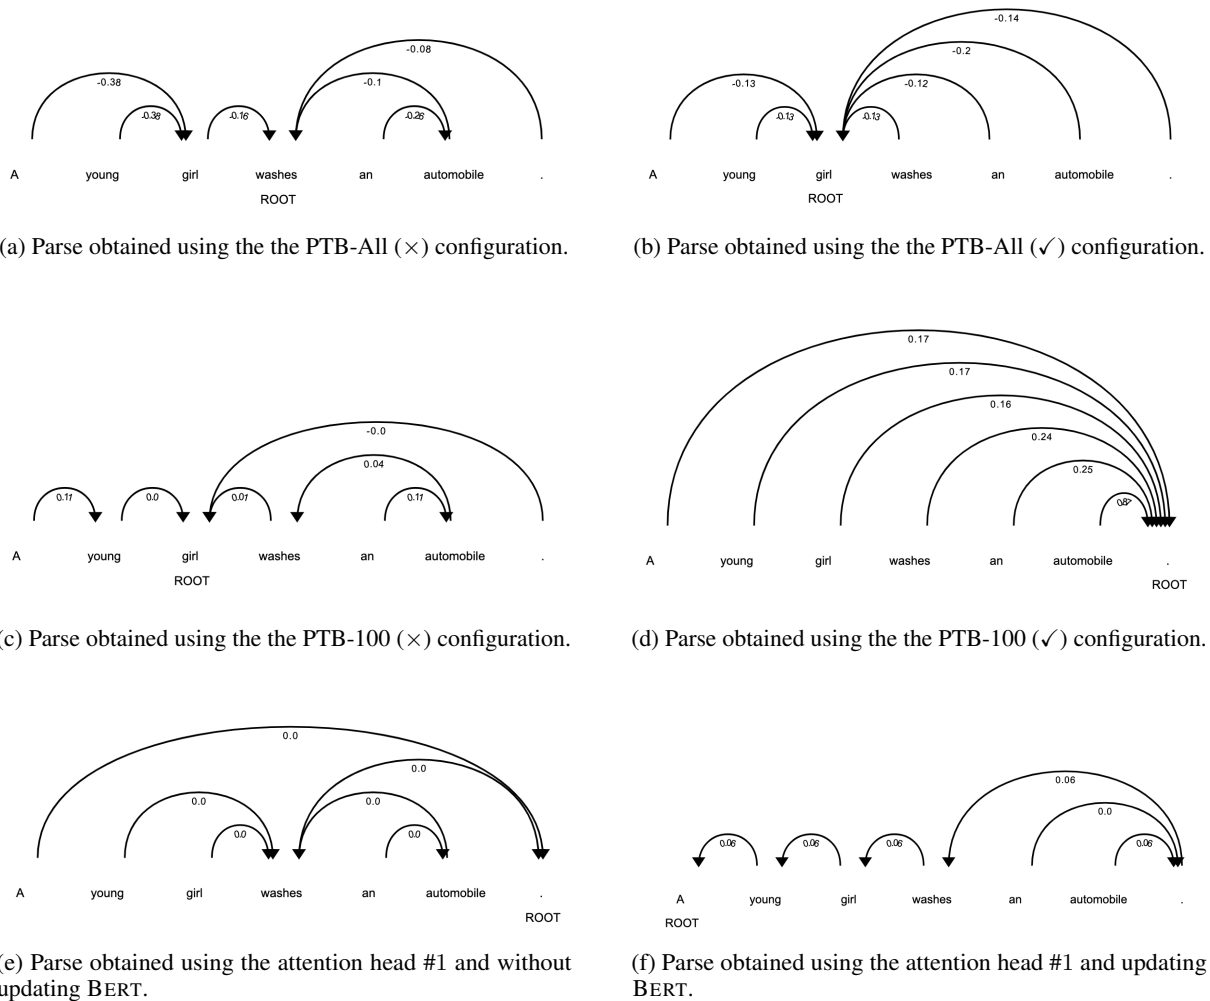 -0.38
-0.38
-0.16
-0.08
-0.1
-0.26
A young girl washes an automobile .
ROOT
(a) Parse obtained using the the PTB-All (×) configuration.
-0.14
-0.2
-0.12
-0.13
-0.13
-0.13
A young girl washes an automobile .
ROOT
(b) Parse obtained using the the PTB-All (✓) configuration.
-0.0
0.04
0.11
0.0
0.01
0.11
A young girl washes an automobile .
ROOT
(c) Parse obtained using the the PTB-100 (×) configuration.
0.17
0.17
0.16
0.24
0.25
0.87
A young girl washes an automobile .
ROOT
(d) Parse obtained using the the PTB-100 (✓) configuration.
0.0
0.0
0.0
0.0
0.0
0.0
A young girl washes an automobile .
ROOT
(e) Parse obtained using the attention head #1 and without
updating BERT.
0.06
0.0
0.06
0.06
0.06
0.06
A young girl washes an automobile .
ROOT
(f) Parse obtained using the attention head #1 and updating
BERT.